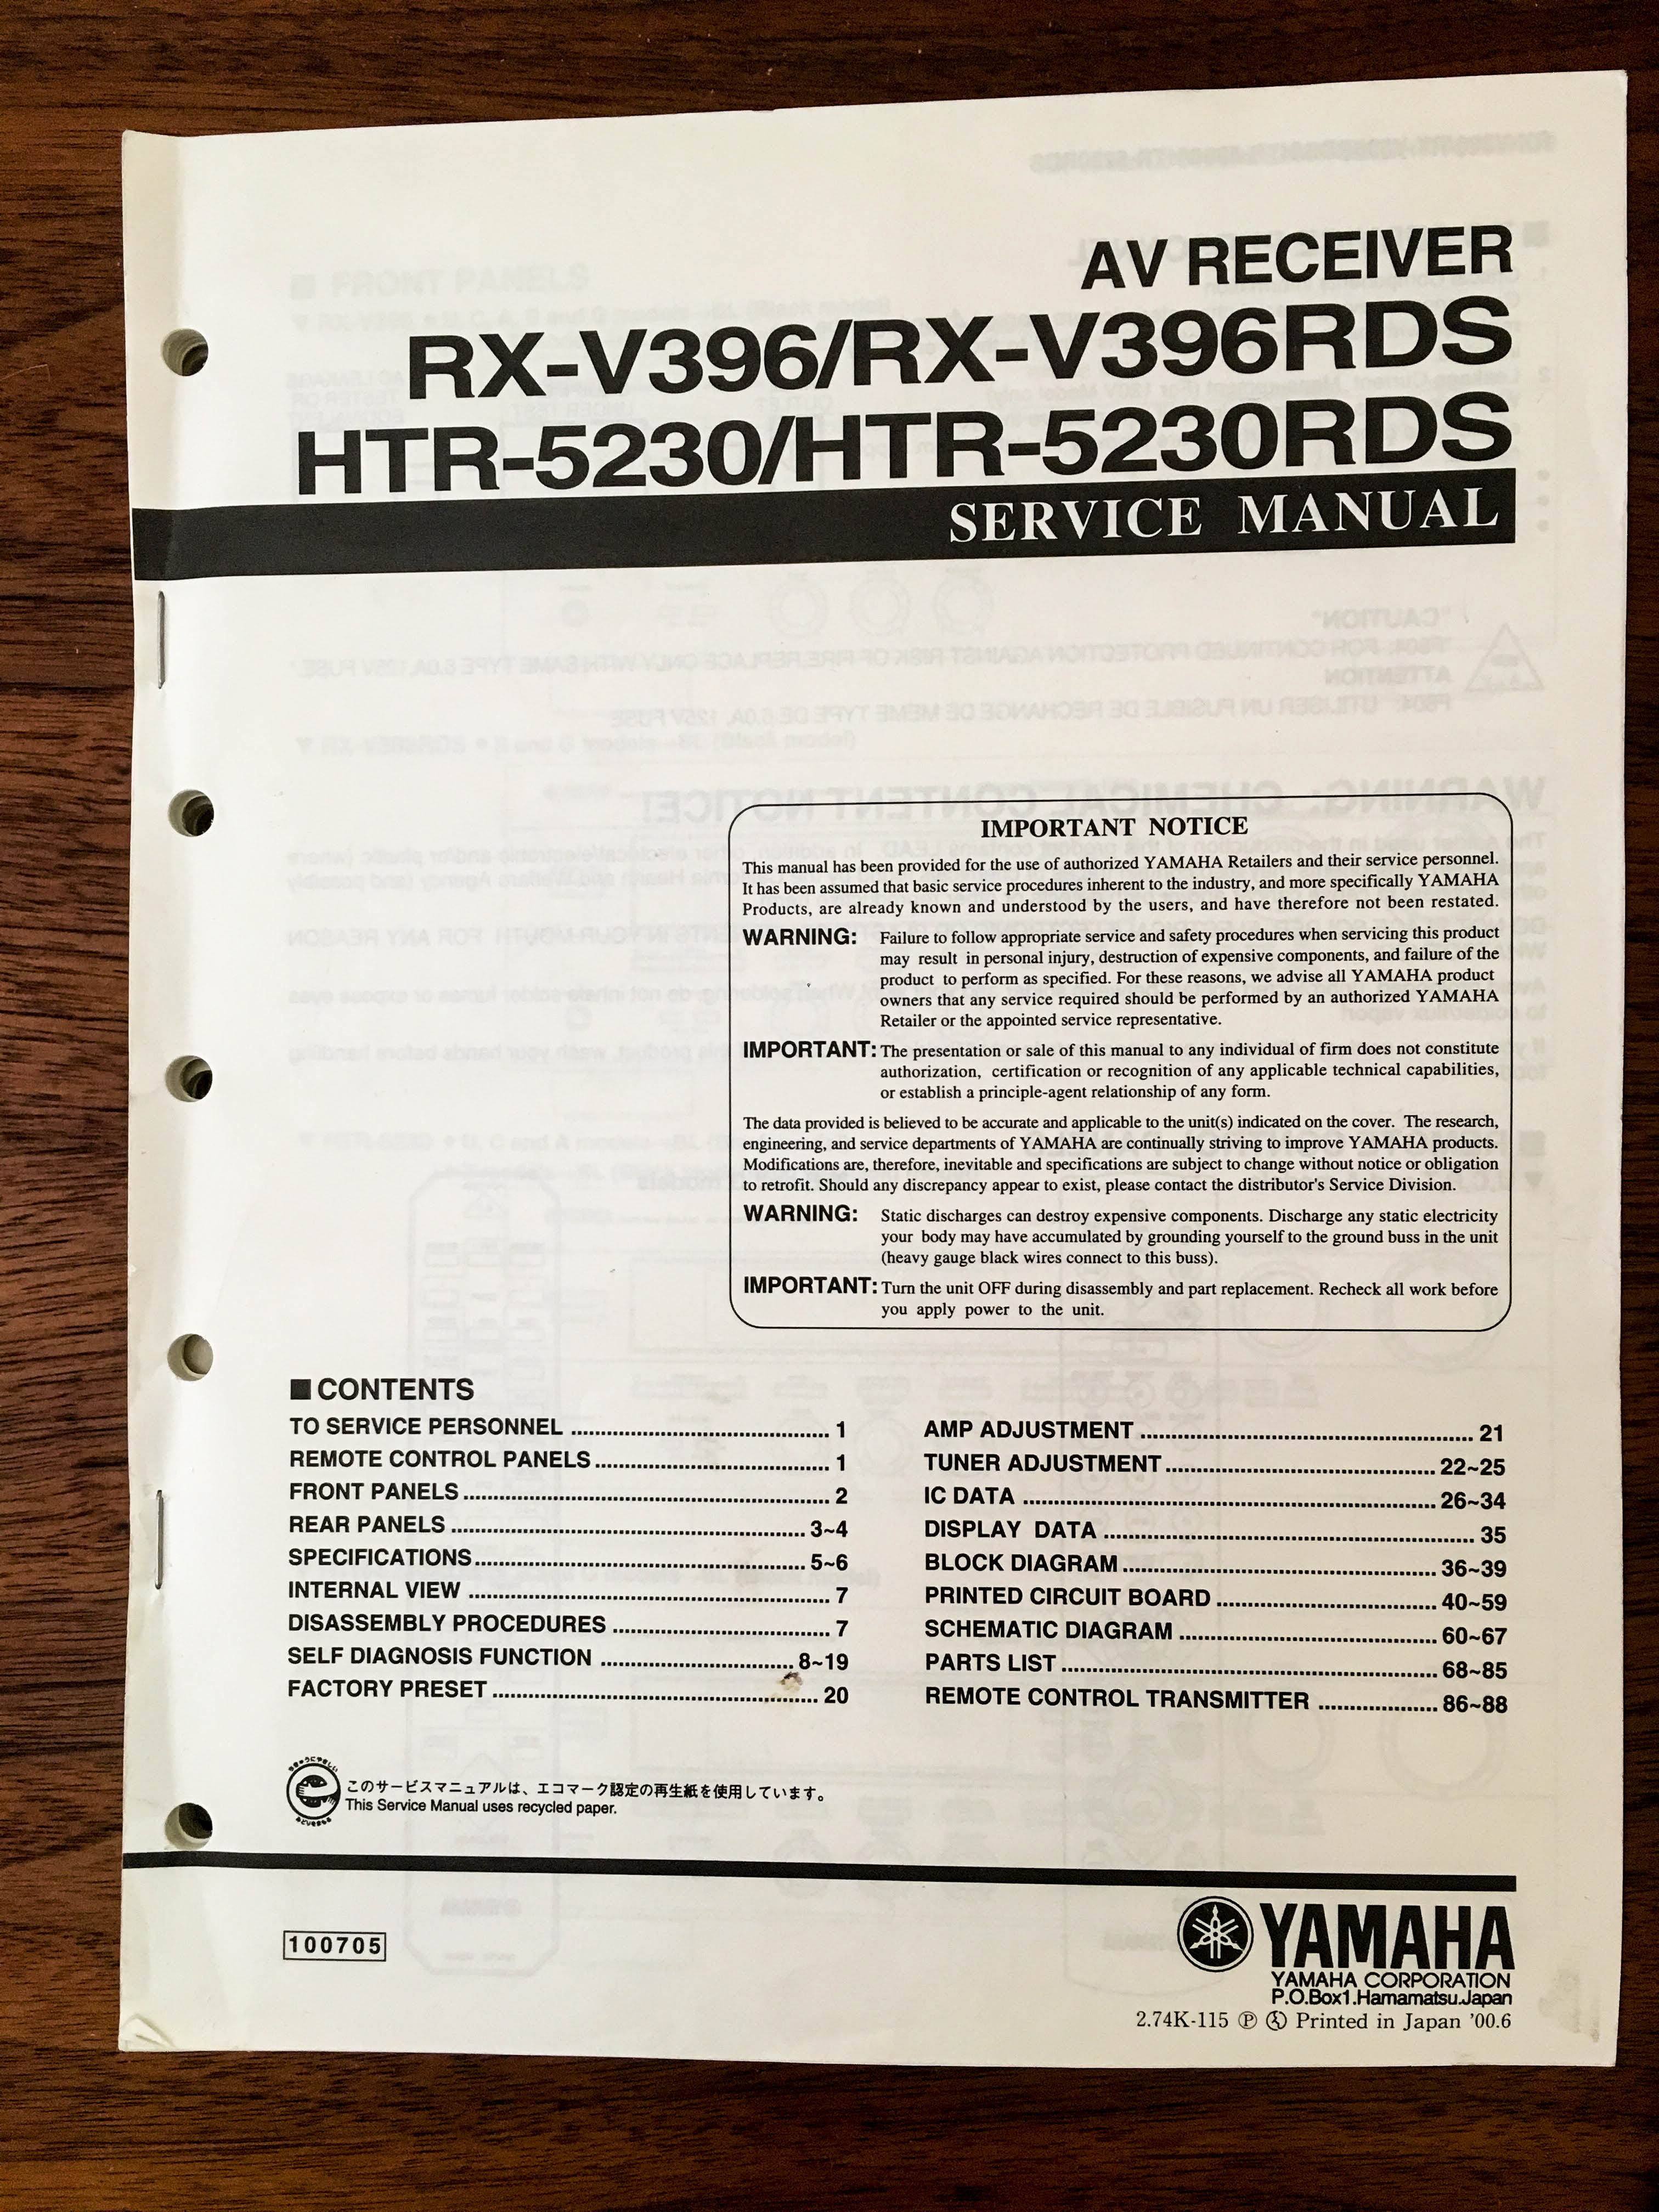 AV RECEIVER
RX-V396/RX-V396RDS
HTR-5230/HTR-5230RDS
SERVICE MANUAL
IMPORTANT NOTICE
This manual has been provided for the use of authorized YAMAHA Retailers and their service personnel.
It has been assumed that basic service procedures inherent to the industry, and more specifically YAMAHA
Products, are already known and understood by the users, and have therefore not been restated.
WARNING: Failure to follow appropriate service and safety procedures when servicing this product
may result in personal injury, destruction of expensive components, and failure of the
product to perform as specified. For these reasons, we advise all YAMAHA product
owners that any service required should be performed by an authorized YAMAHA
Retailer or the appointed service representative.
IMPORTANT: The presentation or sale of this manual to any individual of firm does not constitute
authorization, certification or recognition of any applicable technical capabilities,
or establish a principle-agent relationship of any form.
The data provided is believed to be accurate and applicable to the unit(s) indicated on the cover. The research,
engineering, and service departments of YAMAHA are continually striving to improve YAMAHA products.
Modifications are, therefore, inevitable and specifications are subject to change without notice or obligation
to retrofit. Should any discrepancy appear to exist, please contact the distributor's Service Division.
WARNING: Static discharges can destroy expensive components. Discharge any static electricity
your body may have accumulated by grounding yourself to the ground buss in the unit
(heavy gauge black wires connect to this buss).
IMPORTANT: Turn the unit OFF during disassembly and part replacement. Recheck all work before
you apply power to the unit.
■ CONTENTS
TO SERVICE PERSONNEL ........................................ 1
REMOTE CONTROL PANELS ..................................... 1
FRONT PANELS ......................................................... 2
REAR PANELS ....................................................... 3~4
SPECIFICATIONS .................................................... 5~6
INTERNAL VIEW ........................................................ 7
DISASSEMBLY PROCEDURES .................................. 7
SELF DIAGNOSIS FUNCTION ............................... 8~19
FACTORY PRESET .................................................... 20
AMP ADJUSTMENT .................................................... 21
TUNER ADJUSTMENT .......................................... 22~25
IC DATA ................................................................. 26~34
DISPLAY DATA .......................................................... 35
BLOCK DIAGRAM .................................................. 36~39
PRINTED CIRCUIT BOARD ................................... 40~59
SCHEMATIC DIAGRAM ......................................... 60~67
PARTS LIST ........................................................... 68~85
REMOTE CONTROL TRANSMITTER ................... 86~88
このサービスマニュアルは、エコマーク認定の再生紙を使用しています。
This Service Manual uses recycled paper.
100705
YAMAHA
YAMAHA CORPORATION
P.O.Box1.Hamamatsu.Japan
2.74K-115 Ⓟ Printed in Japan '00.6